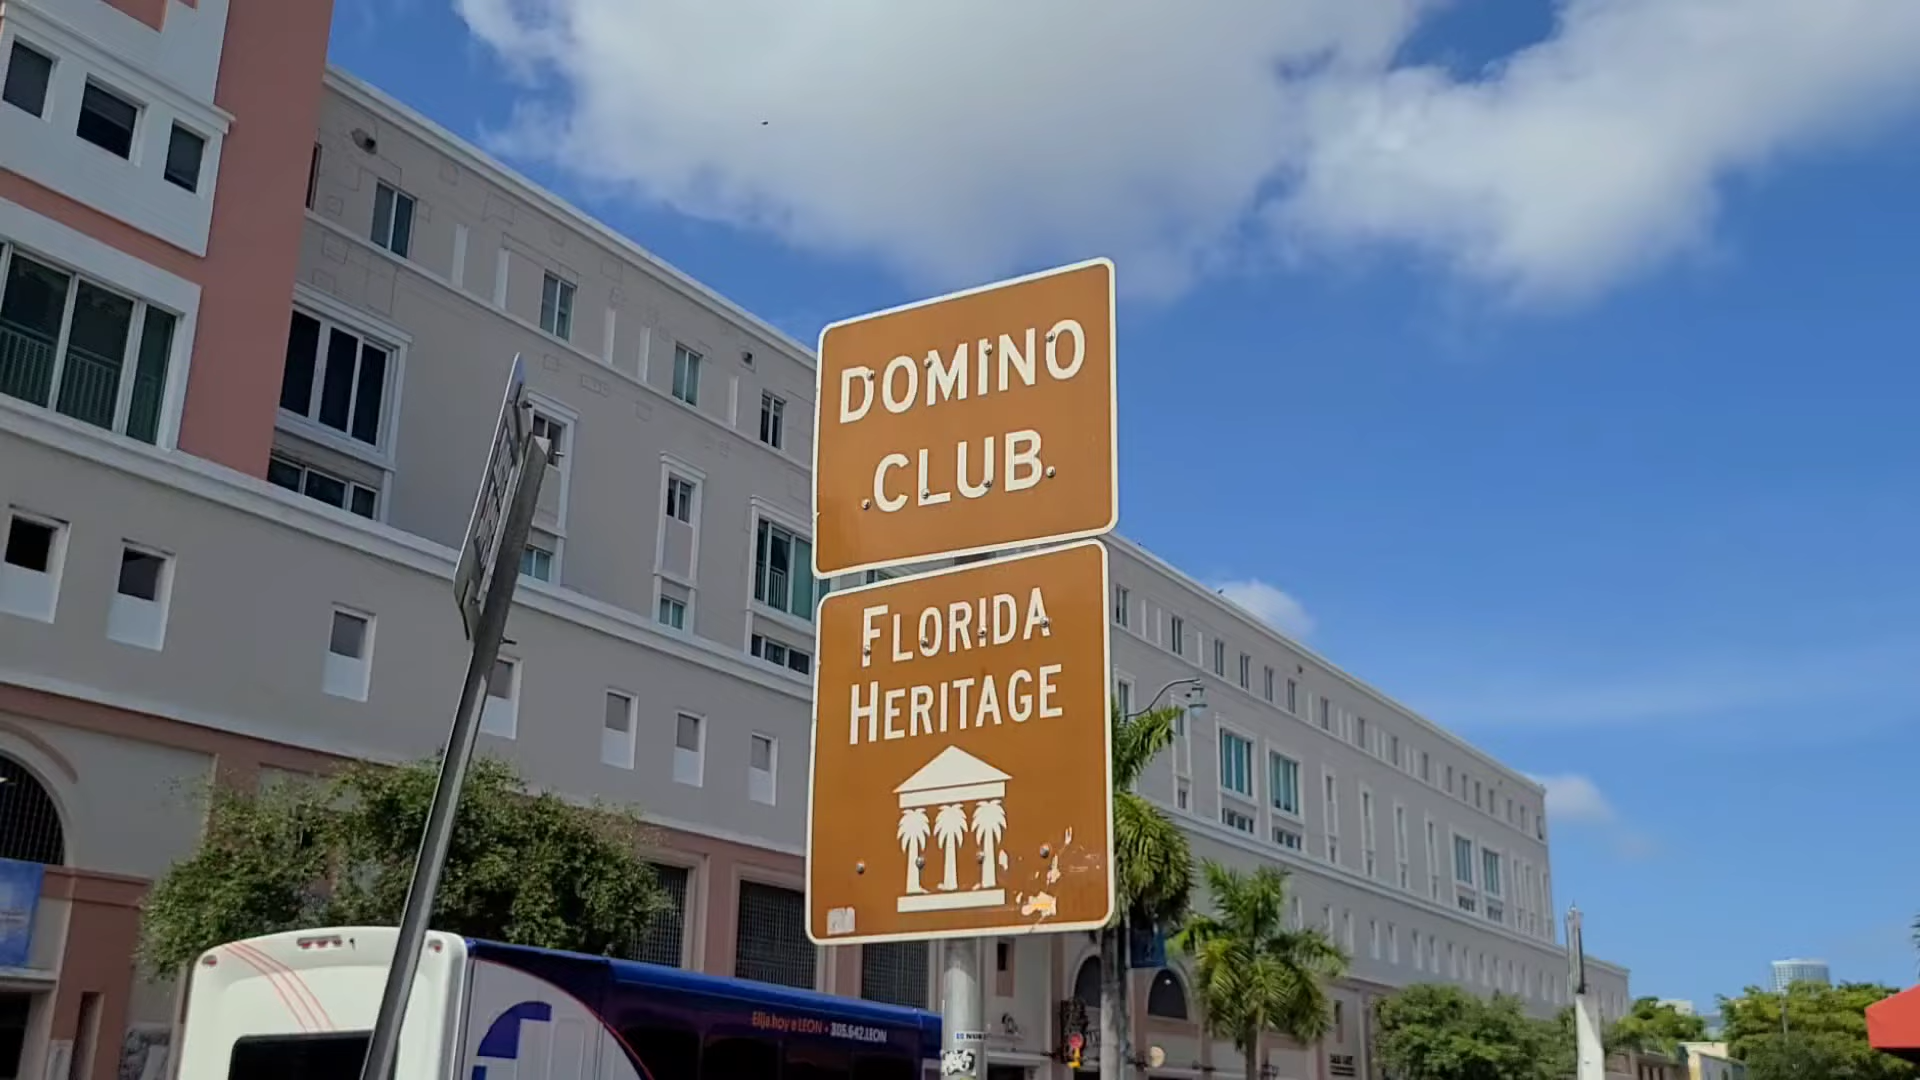 DOMINO
CLUB
FLORIDA
HERITAGE
Elija hoy a LEON • 305.642.LEON